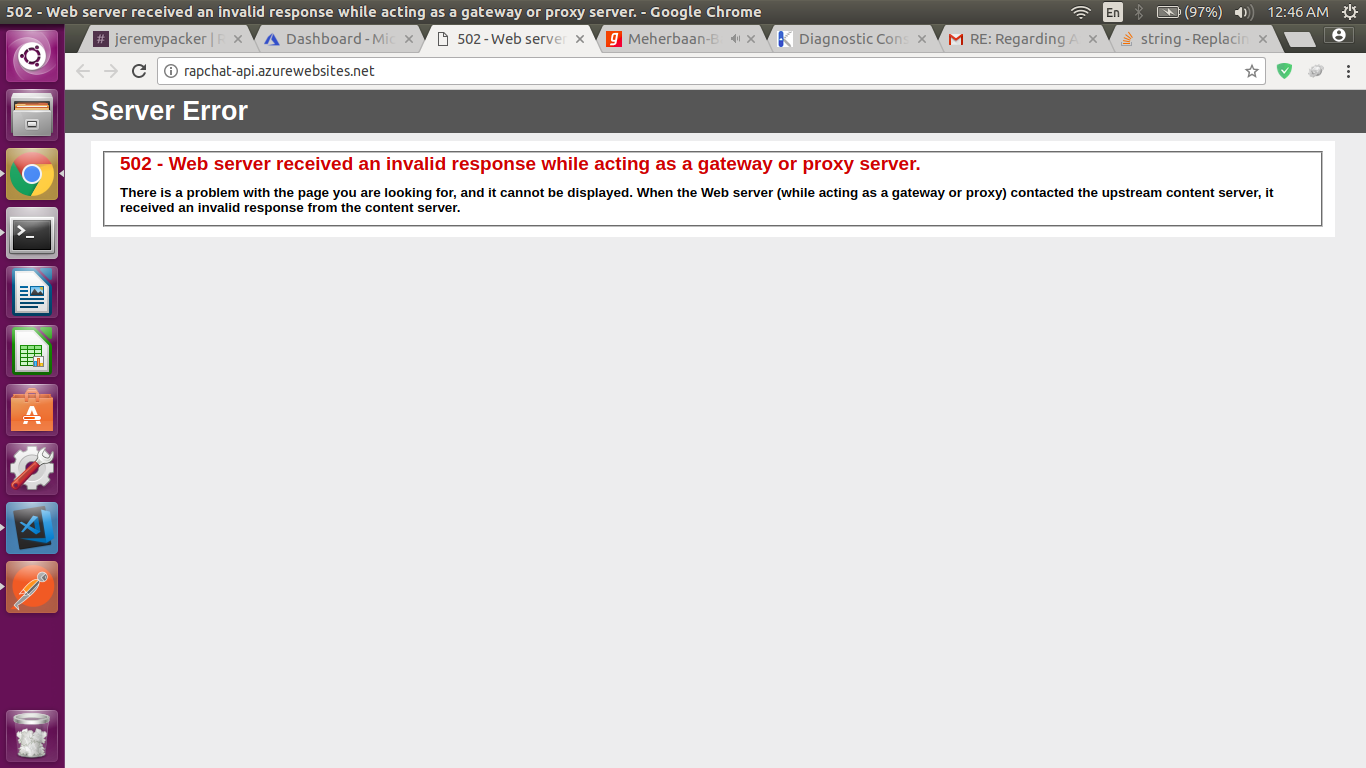 502 - Web server received an invalid response while acting as a gateway or proxy server. - Google Chrome
En
(97%)
12:46 AM
# jeremypacker |
Dashboard - Mic
502 - Web server
g Meherbaan-B
Diagnostic Cons
RE: Regarding A
string - Replacin
rapchat-api.azurewebsites.net
Server Error
502 - Web server received an invalid response while acting as a gateway or proxy server.
There is a problem with the page you are looking for, and it cannot be displayed. When the Web server (while acting as a gateway or proxy) contacted the upstream content server, it
received an invalid response from the content server.